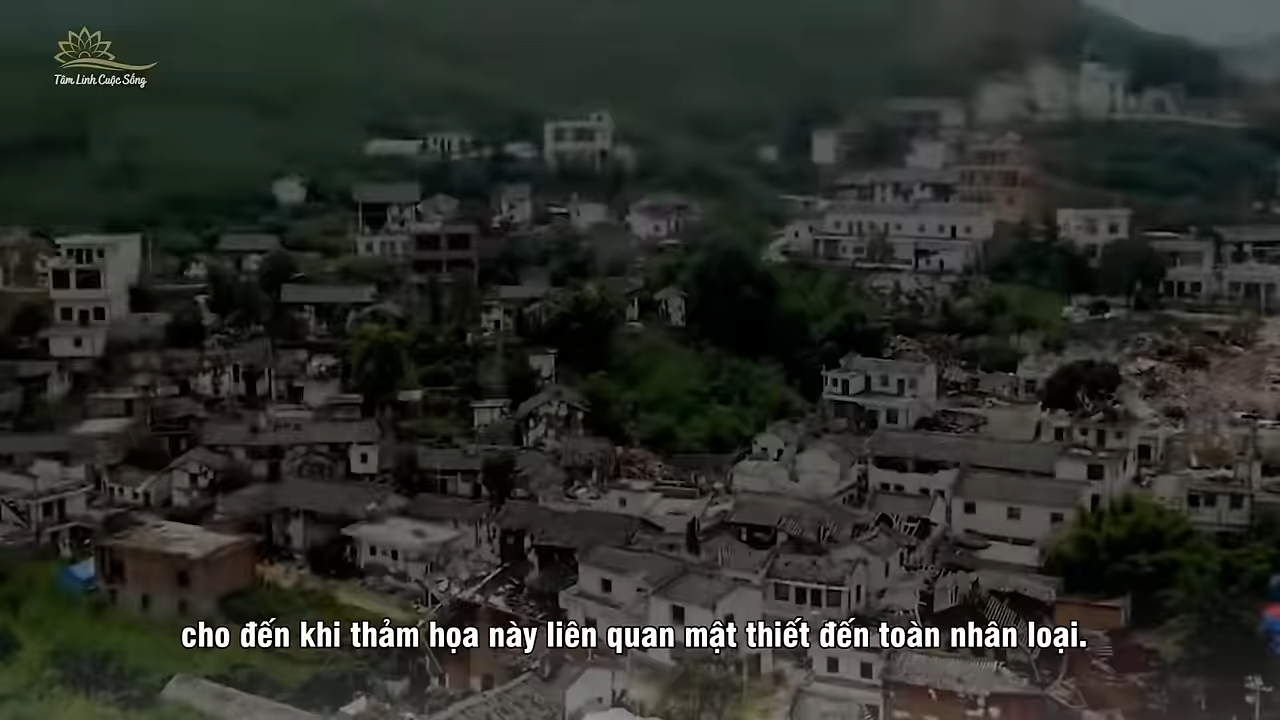 Tâm Linh Cuộc Sống
cho đến khi thảm họa này liên quan mật thiết đến toàn nhân loại.